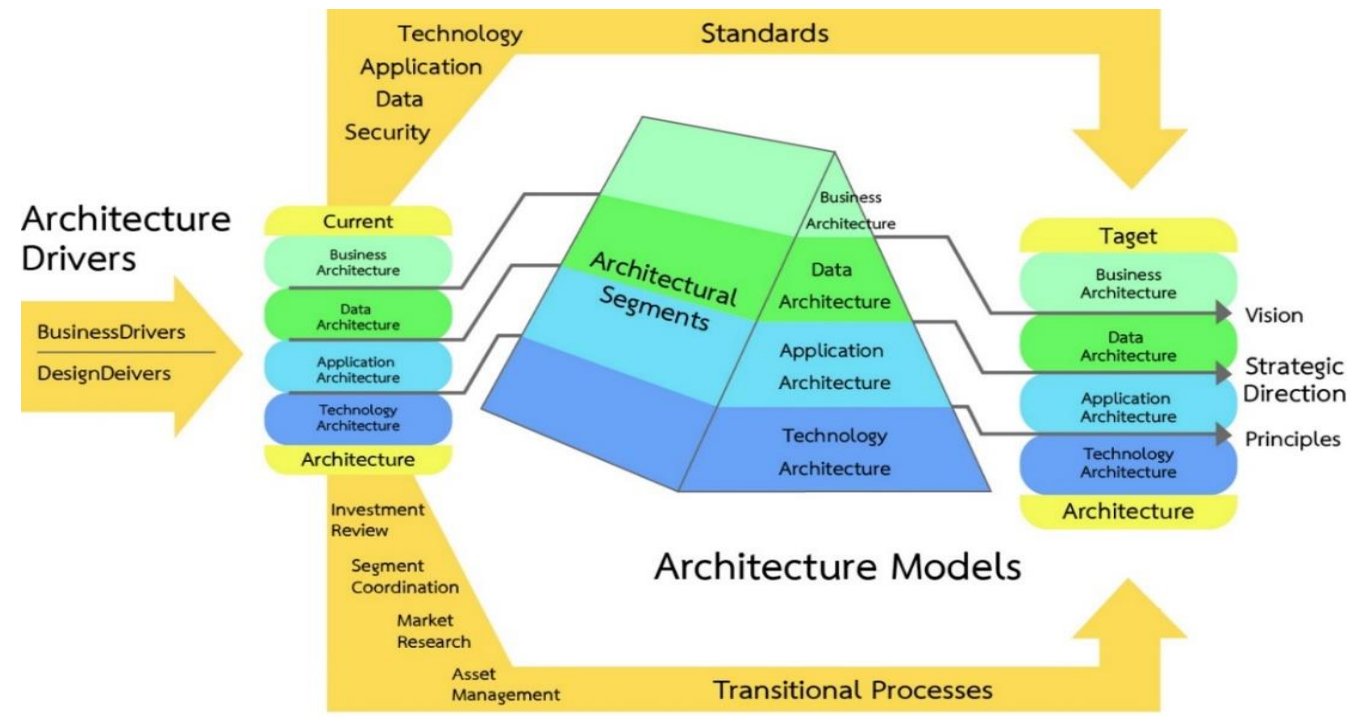 Technology
Application
Data
Security
Standards
Architecture
Drivers
BusinessDrivers
DesignDeivers
Current
Business
Architecture
Data
Architecture
Application
Architecture
Technology
Architecture
Architecture
Architectural
Segments
Business
Architecture
Data
Architecture
Application
Architecture
Technology
Architecture
Taget
Business
Architecture
Data
Architecture
Application
Architecture
Technology
Architecture
Architecture
Vision
Strategic
Direction
Principles
Architecture Models
Investment
Review
Segment
Coordination
Market
Research
Asset
Management
Transitional Processes